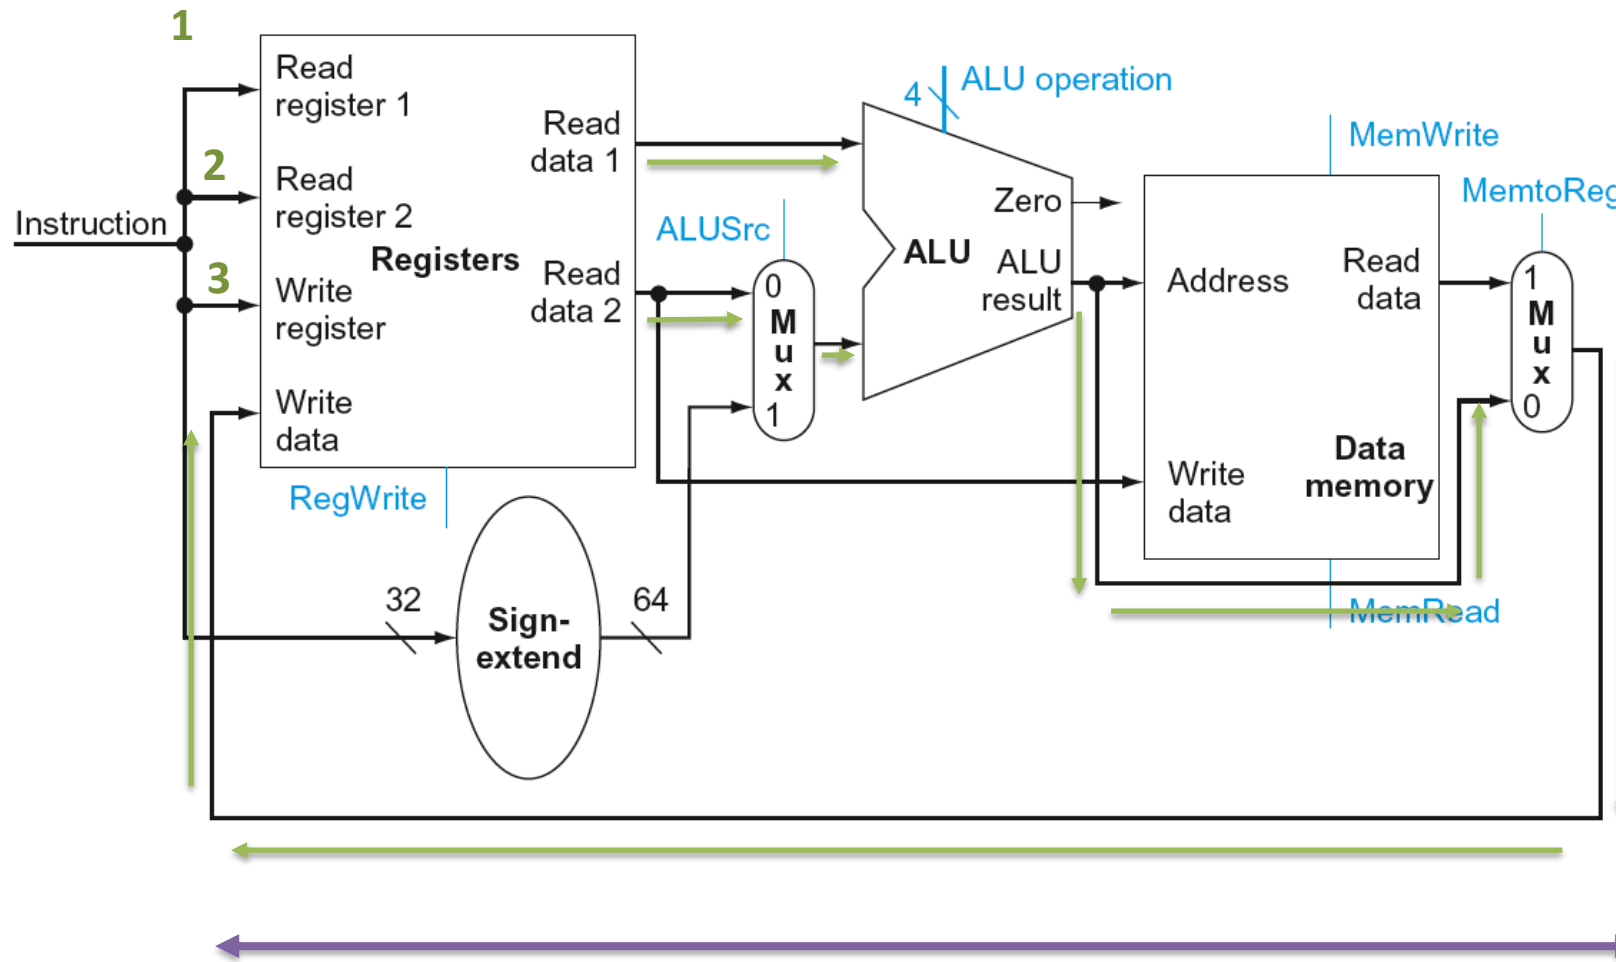 1
Read
register 1
2
Read
register 2
Instruction
3
Registers
Write
register
Write
data
Read
data 1
Read
data 2
RegWrite
32
Sign-
extend
64
ALUSrc
0
M
u
x
1
4
ALU operation
Zero
ALU
ALU
result
MemWrite
Address
Read
data
Write
data
Data
memory
MemRead
MemtoReg
1
M
u
x
0